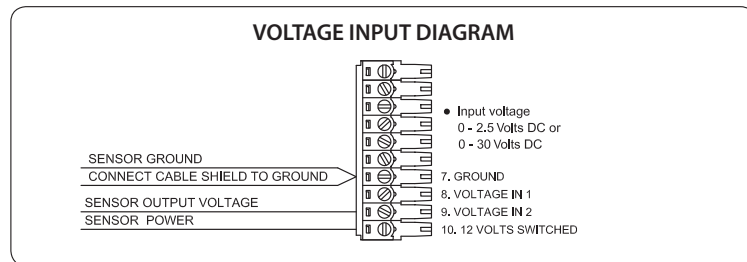 VOLTAGE INPUT DIAGRAM
• Input voltage
0 - 2.5 Volts DC or
0 - 30 Volts DC
SENSOR GROUND
CONNECT CABLE SHIELD TO GROUND
SENSOR OUTPUT VOLTAGE
SENSOR POWER
7. GROUND
8. VOLTAGE IN 1
9. VOLTAGE IN 2
10. 12 VOLTS SWITCHED